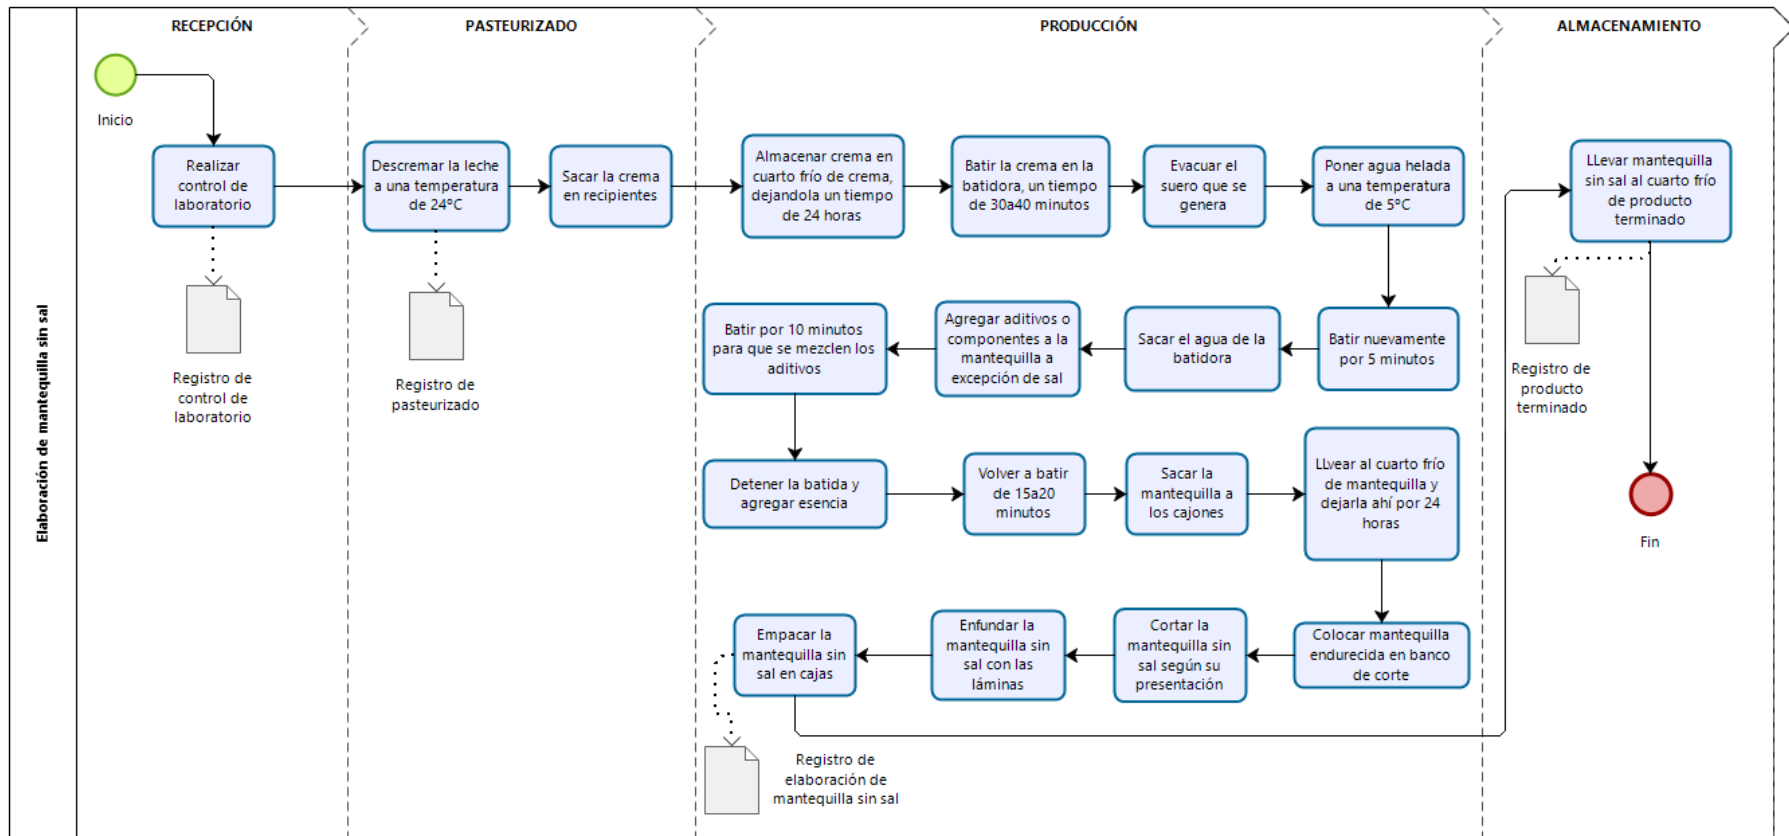 RECEPCIÓN
PASTEURIZADO
PRODUCCIÓN
ALMACENAMIENTO
Elaboración de mantequilla sin sal
Inicio
Realizar
control de
laboratorio
Descremar la leche
a una temperatura
de 24°C
Sacar la crema
en recipientes
Almacenar crema en
cuarto frío de crema,
dejandola un tiempo
de 24 horas
Batir la crema en la
batidora, un tiempo
de 30a40 minutos
Evacuar el
suero que se
genera
Poner agua helada
a una temperatura
de 5°C
LLevar mantequilla
sin sal al cuarto frío
de producto
terminado
Registro de
control de
laboratorio
Registro de
pasteurizado
Batir por 10 minutos
para que se mezclen los
aditivos
Agregar aditivos o
componentes a la
mantequilla a
excepción de sal
Sacar el agua de la
batidora
Batir nuevamente
por 5 minutos
Registro de
producto
terminado
Detener la batida y
agregar esencia
Volver a batir
de 15a20
minutos
Sacar la
mantequilla a
los cajones
LLvear al cuarto frío
de mantequilla y
dejarla ahí por 24
horas
Fin
Empacar la
mantequilla sin
sal en cajas
Enfundar la
mantequilla sin
sal con las
láminas
Cortar la
mantequilla sin
sal según su
presentación
Colocar mantequilla
endurecida en banco
de corte
Registro de
elaboración de
mantequilla sin sal